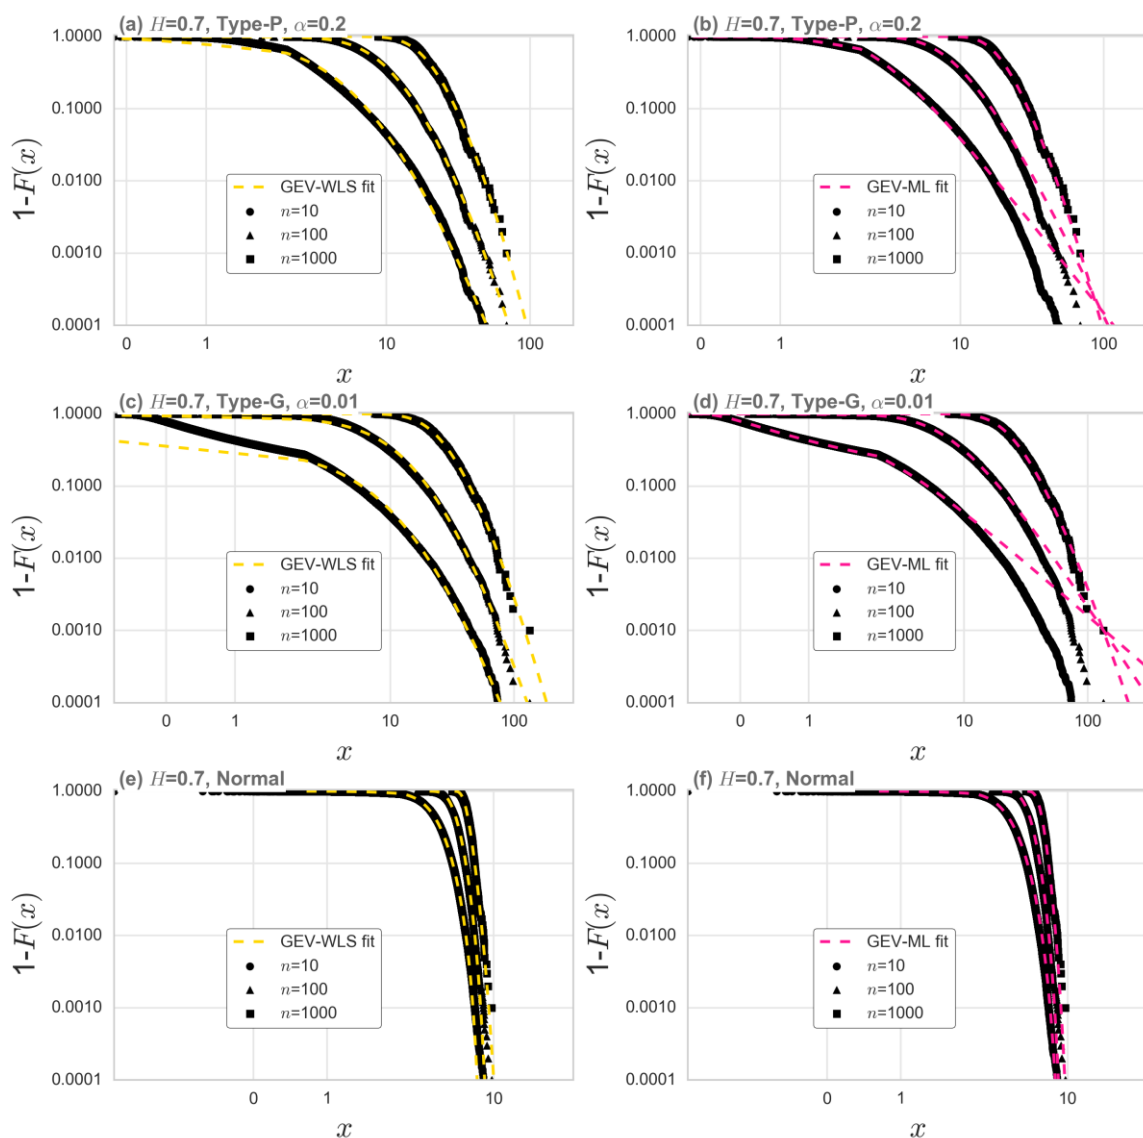 (a) H=0.7, Type-P, α=0.2
1.0000
0.1000
0.0100
0.0010
0.0001
1-F(x)
GEV-WLS fit
n=10
n=100
n=1000
0 1 10 100
x
(b) H=0.7, Type-P, α=0.2
1.0000
0.1000
0.0100
0.0010
0.0001
1-F(x)
GEV-ML fit
n=10
n=100
n=1000
0 1 10 100
x
(c) H=0.7, Type-G, α=0.01
1.0000
0.1000
0.0100
0.0010
0.0001
1-F(x)
GEV-WLS fit
n=10
n=100
n=1000
0 1 10 100
x
(d) H=0.7, Type-G, α=0.01
1.0000
0.1000
0.0100
0.0010
0.0001
1-F(x)
GEV-ML fit
n=10
n=100
n=1000
0 1 10 100
x
(e) H=0.7, Normal
1.0000
0.1000
0.0100
0.0010
0.0001
1-F(x)
GEV-WLS fit
n=10
n=100
n=1000
0 1 10
x
(f) H=0.7, Normal
1.0000
0.1000
0.0100
0.0010
0.0001
1-F(x)
GEV-ML fit
n=10
n=100
n=1000
0 1 10
x